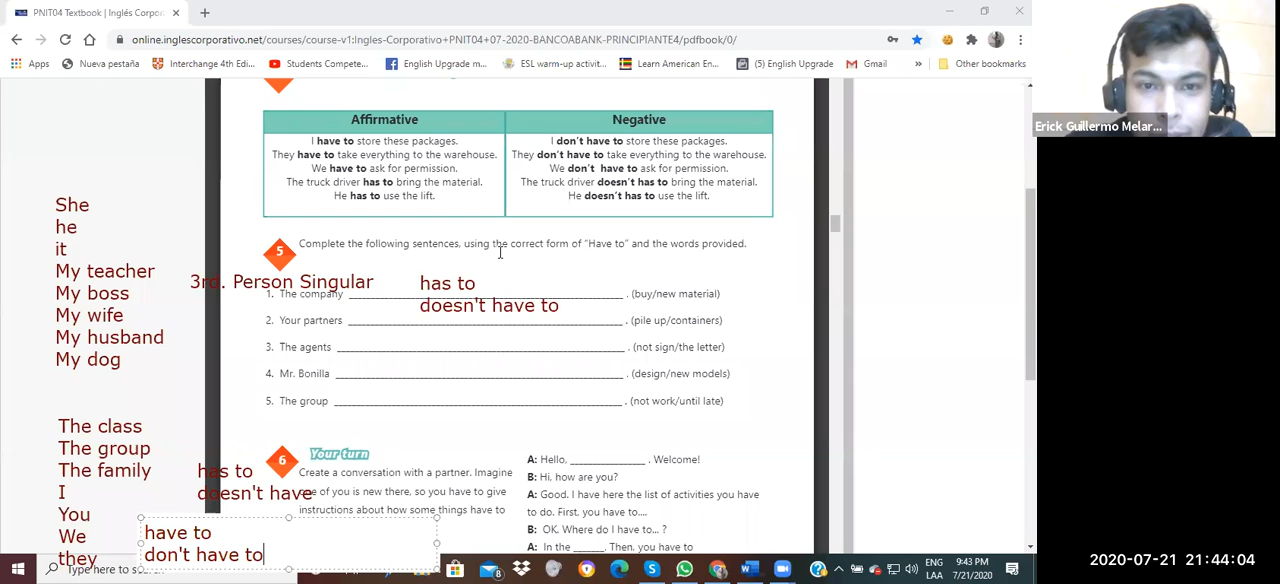 PNIT04 Textbook | Inglés Corpora
online.inglescorporativo.net/courses/course-v1:Ingles-Corporativo+PNIT04+07-2020-BANCOABANK-PRINCIPIANTE4/pdfbook/0/
Apps
Nueva pestaña
Interchange 4th Edi...
Students Compete...
English Upgrade m...
ESL warm-up activit...
Learn American En...
(5) English Upgrade
Gmail
»
Other bookmarks
Erick Guillermo Melar...
Affirmative
I have to store these packages.
They have to take everything to the warehouse.
We have to ask for permission.
The truck driver has to bring the material.
He has to use the lift.
Negative
I don't have to store these packages.
They don't have to take everything to the warehouse.
We don't have to ask for permission.
The truck driver doesn't has to bring the material.
He doesn't has to use the lift.
She
he
it
My teacher
My boss
My wife
My husband
My dog
3rd. Person Singular
has to
doesn't have to
5 Complete the following sentences, using the correct form of "Have to" and the words provided.
1. The company ______ . (buy/new material)
2. Your partners ______ . (pile up/containers)
3. The agents ______ . (not sign/the letter)
4. Mr. Bonilla ______ . (design/new models)
5. The group ______ . (not work/until late)
The class
The group
The family
I
You
We
they
has to
doesn't have
have to
don't have to
6 Your turn
Create a conversation with a partner. Imagine
one of you is new there, so you have to give
instructions about how some things have to
A: Hello, ______ . Welcome!
B: Hi, how are you?
A: Good. I have here the list of activities you have
to do. First, you have to....
B: OK. Where do I have to... ?
A: In the ______. Then, you have to
Type here to sea
8
ENG
LAA
9:43 PM
7/21/2020
2020-07-21 21:44:04